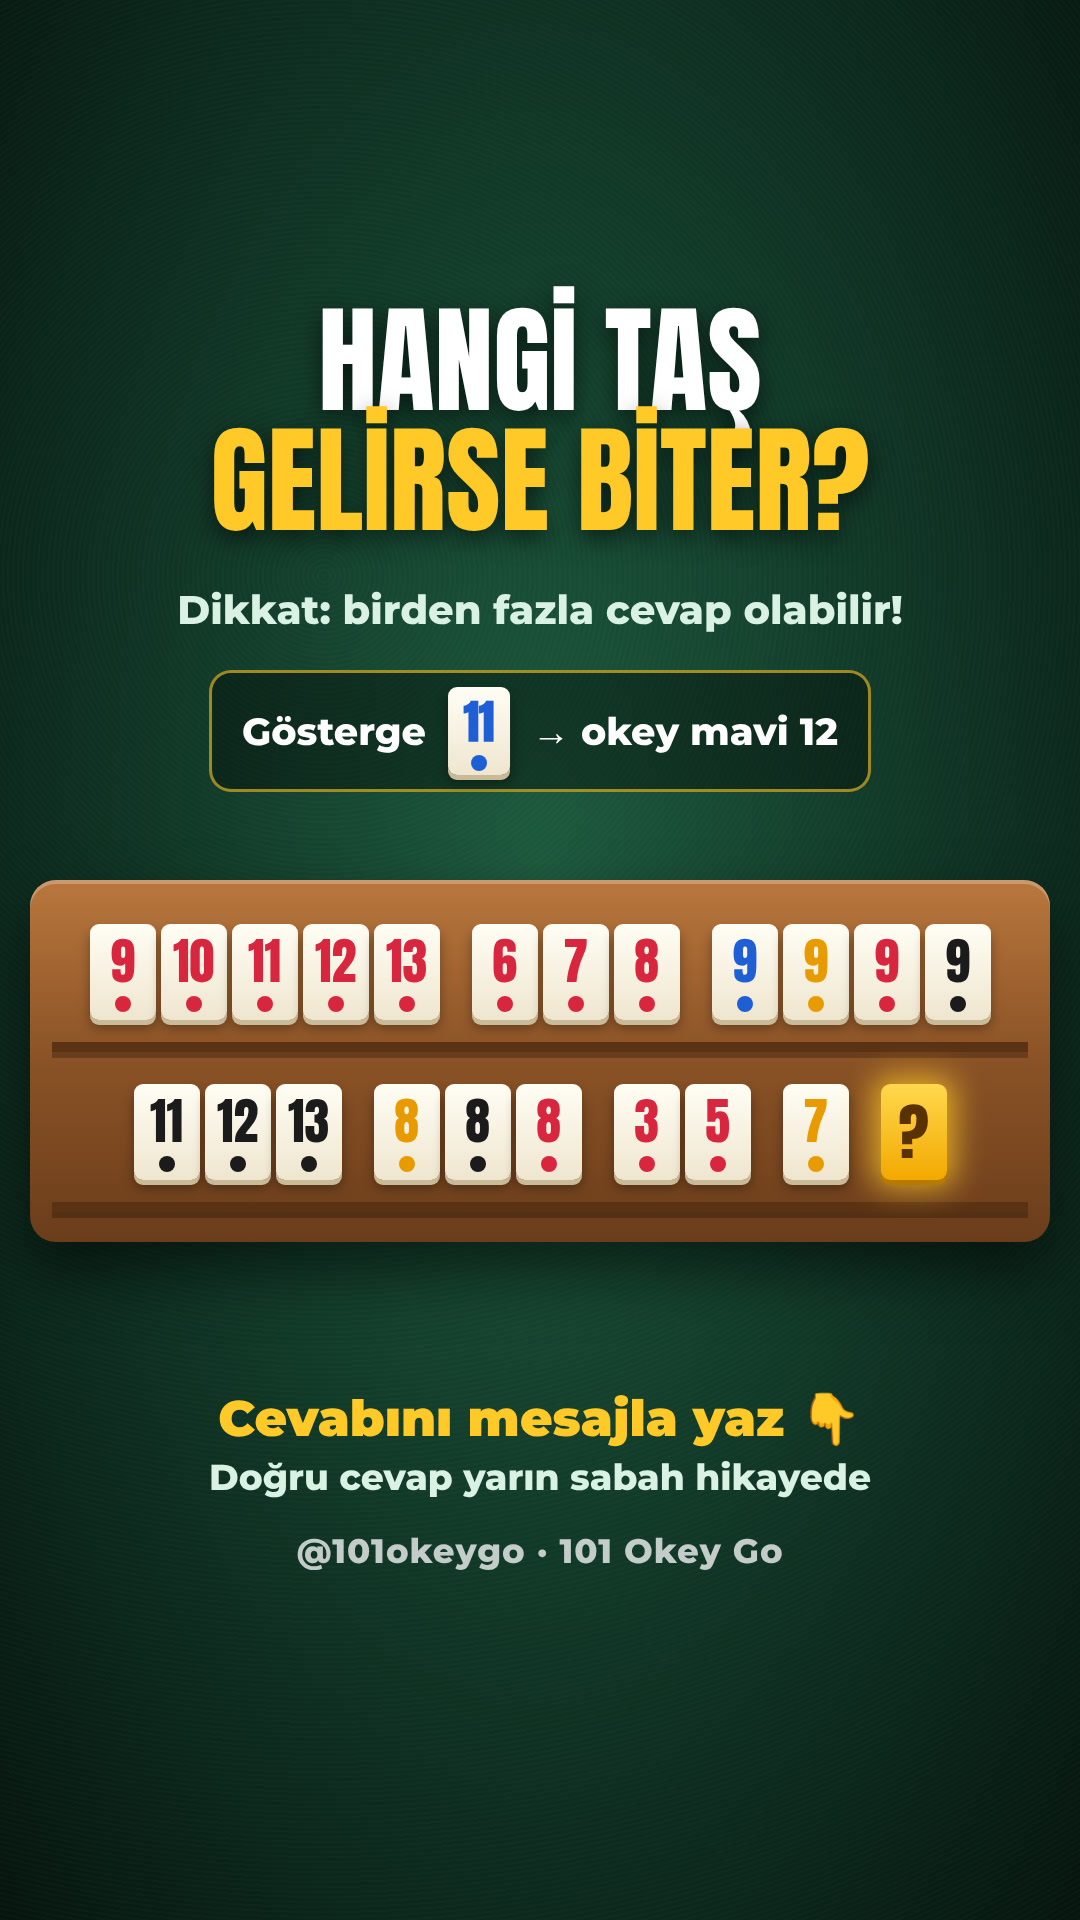 HANGİ TAŞ
GELİRSE BİTER?
Dikkat: birden fazla cevap olabilir!
Gösterge 11 → okey mavi 12
9 10 11 12 13 6 7 8 9 9 9 9
11 12 13 8 8 8 3 5 7 ?
Cevabını mesajla yaz 👇
Doğru cevap yarın sabah hikayede
@101okeygo · 101 Okey Go